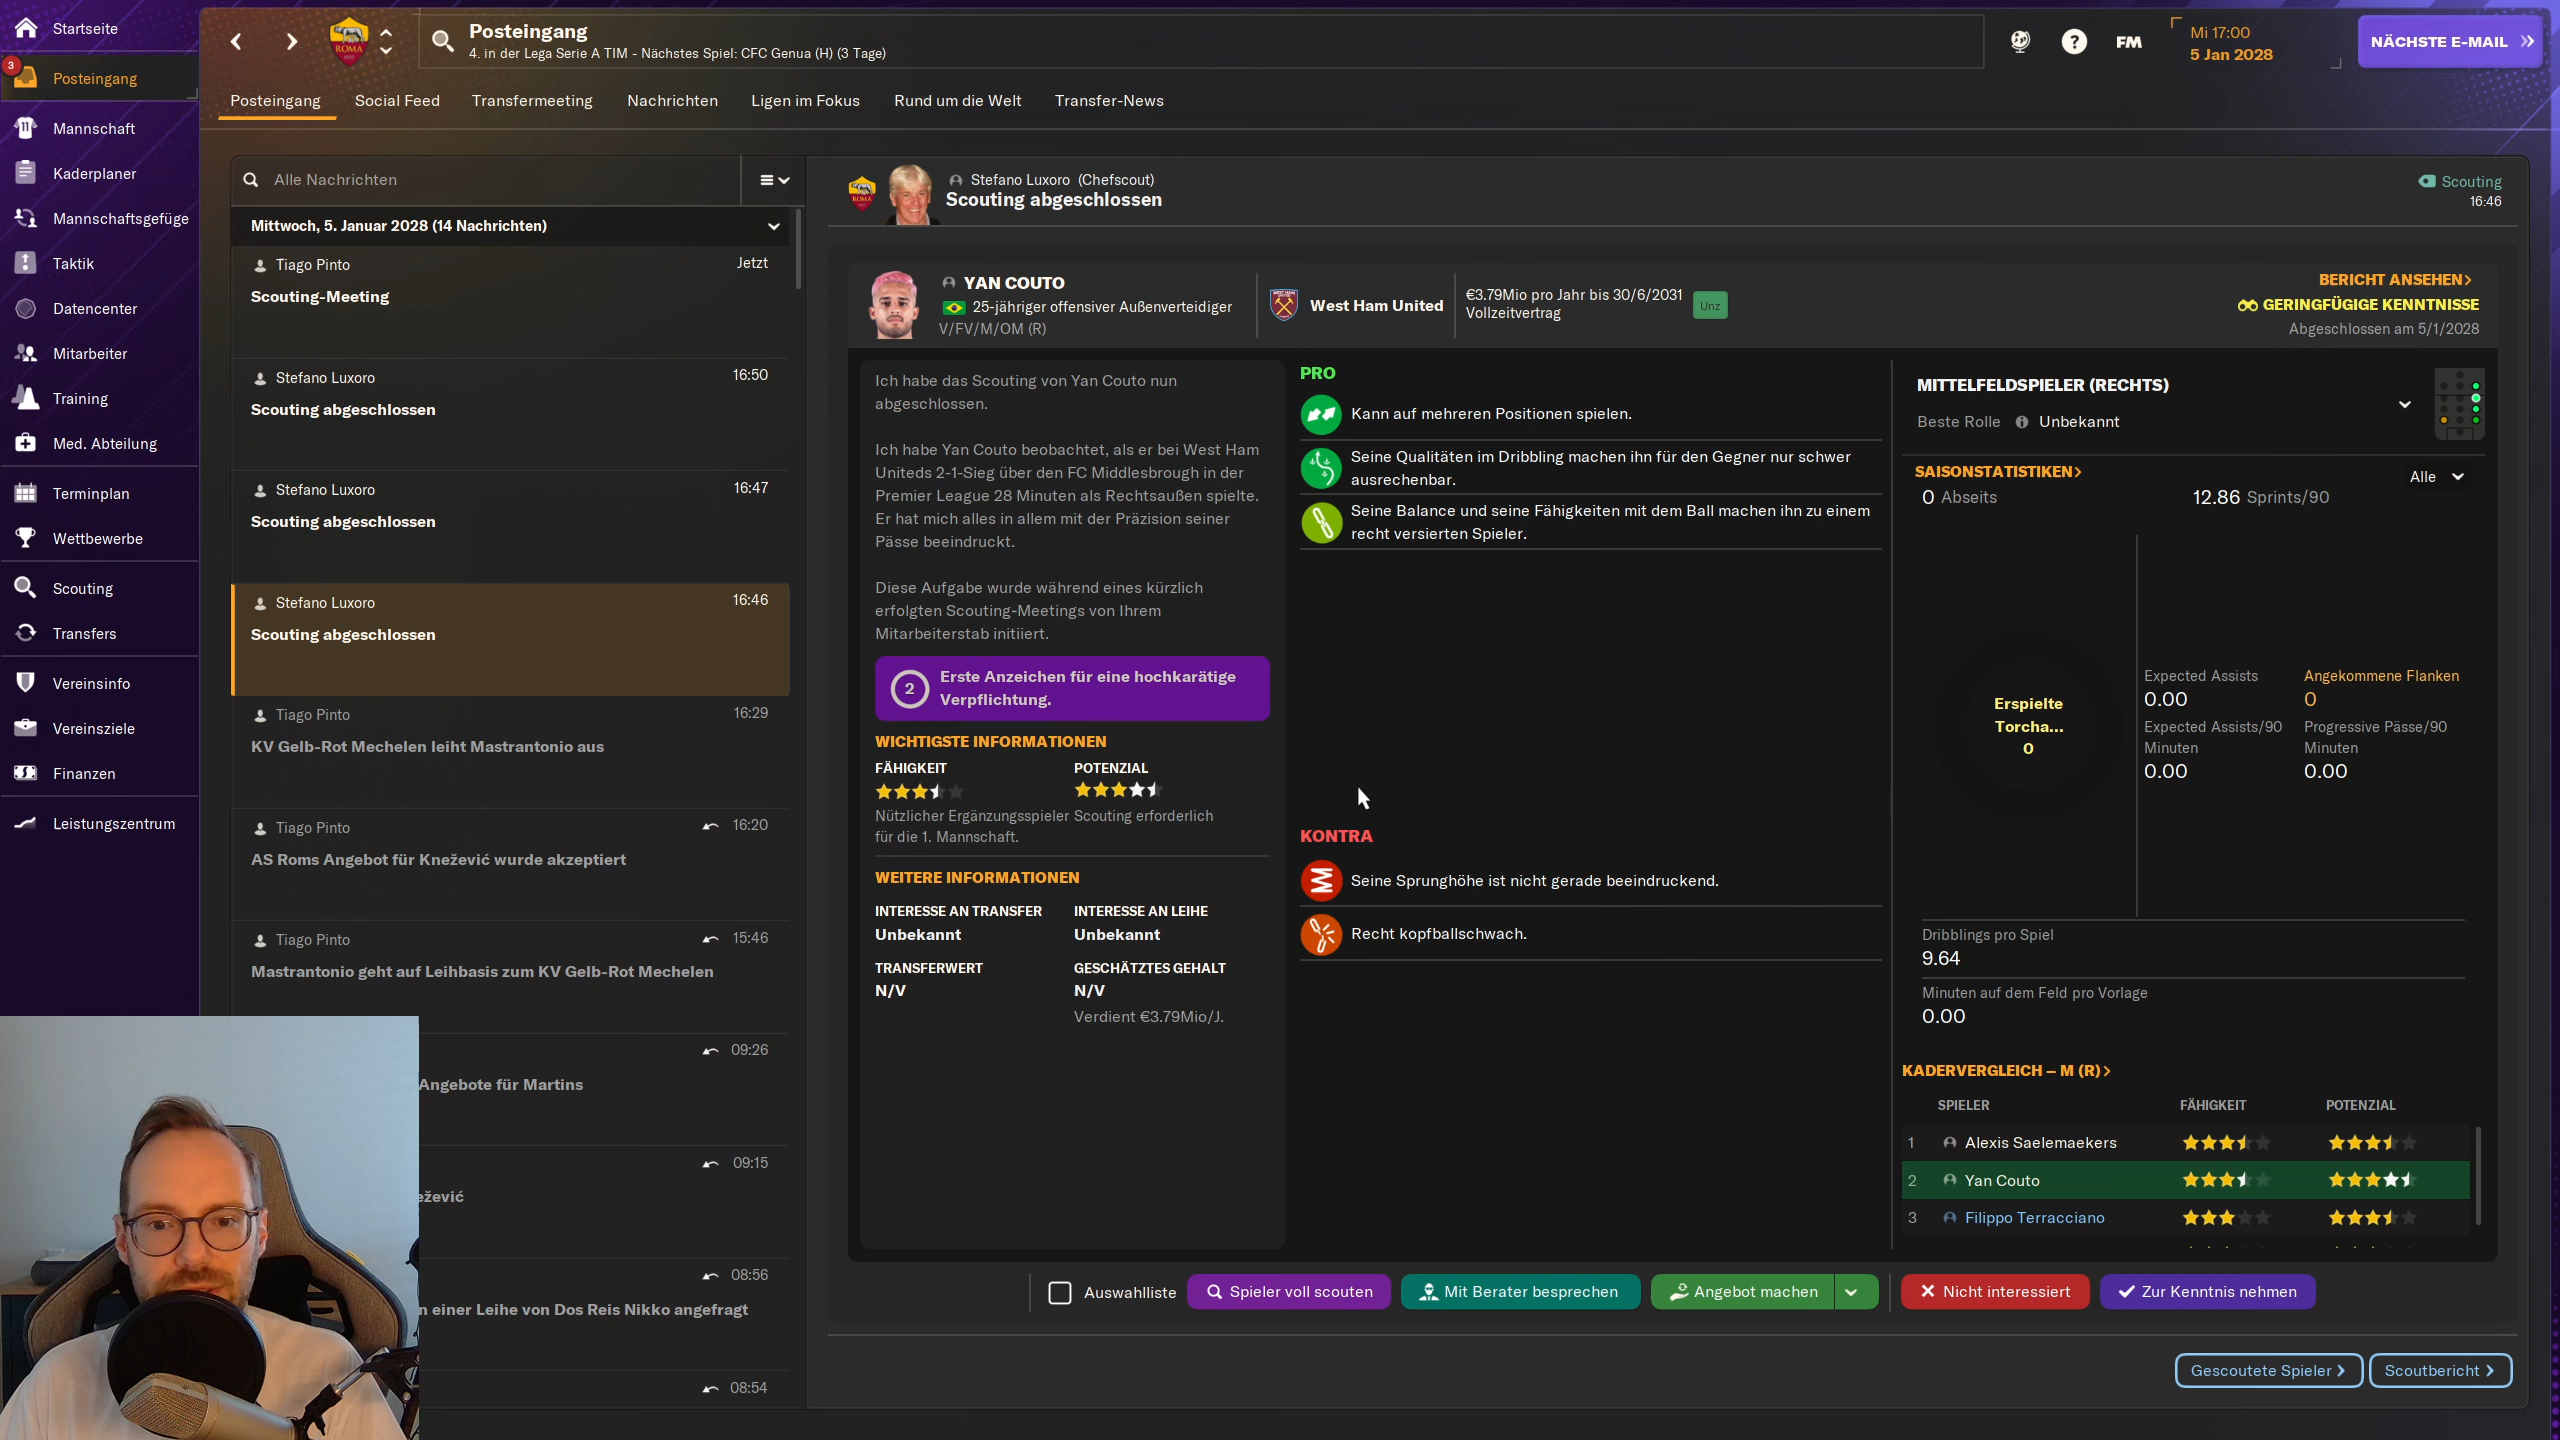 Startseite
3
Posteingang
Mannschaft
Kaderplaner
Mannschaftsgefüge
Taktik
Datencenter
Mitarbeiter
Training
Med. Abteilung
Terminplan
Wettbewerbe
Scouting
Transfers
Vereinsinfo
Vereinsziele
Finanzen
Leistungszentrum
ROMA
Posteingang
4. in der Lega Serie A TIM - Nächstes Spiel: CFC Genua (H) (3 Tage)
?
FM
Mi 17:00
5 Jan 2028
NÄCHSTE E-MAIL
Posteingang
Social Feed
Transfermeeting
Nachrichten
Ligen im Fokus
Rund um die Welt
Transfer-News
Alle Nachrichten
Mittwoch, 5. Januar 2028 (14 Nachrichten)
Tiago Pinto Jetzt
Scouting-Meeting
Stefano Luxoro 16:50
Scouting abgeschlossen
Stefano Luxoro 16:47
Scouting abgeschlossen
Stefano Luxoro 16:46
Scouting abgeschlossen
Tiago Pinto 16:29
KV Gelb-Rot Mechelen leiht Mastrantonio aus
Tiago Pinto 16:20
AS Roms Angebot für Knežević wurde akzeptiert
Tiago Pinto 15:46
Mastrantonio geht auf Leihbasis zum KV Gelb-Rot Mechelen
09:26
Angebote für Martins
09:15
ežević
08:56
n einer Leihe von Dos Reis Nikko angefragt
08:54
Stefano Luxoro (Chefscout)
Scouting abgeschlossen
Scouting
16:46
YAN COUTO
25-jähriger offensiver Außenverteidiger
V/FV/M/OM (R)
West Ham United
€3.79Mio pro Jahr bis 30/6/2031
Vollzeitvertrag
Unz
BERICHT ANSEHEN
GERINGFÜGIGE KENNTNISSE
Abgeschlossen am 5/1/2028
Ich habe das Scouting von Yan Couto nun
abgeschlossen.
Ich habe Yan Couto beobachtet, als er bei West Ham
Uniteds 2-1-Sieg über den FC Middlesbrough in der
Premier League 28 Minuten als Rechtsaußen spielte.
Er hat mich alles in allem mit der Präzision seiner
Pässe beeindruckt.
Diese Aufgabe wurde während eines kürzlich
erfolgten Scouting-Meetings von Ihrem
Mitarbeiterstab initiiert.
2
Erste Anzeichen für eine hochkarätige
Verpflichtung.
WICHTIGSTE INFORMATIONEN
FÄHIGKEIT POTENZIAL
Nützlicher Ergänzungsspieler Scouting erforderlich
für die 1. Mannschaft.
WEITERE INFORMATIONEN
INTERESSE AN TRANSFER INTERESSE AN LEIHE
Unbekannt Unbekannt
TRANSFERWERT GESCHÄTZTES GEHALT
N/V N/V
Verdient €3.79Mio/J.
PRO
Kann auf mehreren Positionen spielen.
Seine Qualitäten im Dribbling machen ihn für den Gegner nur schwer
ausrechenbar.
Seine Balance und seine Fähigkeiten mit dem Ball machen ihn zu einem
recht versierten Spieler.
KONTRA
Seine Sprunghöhe ist nicht gerade beeindruckend.
Recht kopfballschwach.
MITTELFELDSPIELER (RECHTS)
Beste Rolle Unbekannt
SAISONSTATISTIKEN
Alle
0 Abseits 12.86 Sprints/90
Erspielte
Torcha...
0
Expected Assists Angekommene Flanken
0.00 0
Expected Assists/90 Progressive Pässe/90
Minuten Minuten
0.00 0.00
Dribblings pro Spiel
9.64
Minuten auf dem Feld pro Vorlage
0.00
KADERVERGLEICH – M (R)
SPIELER FÄHIGKEIT POTENZIAL
1 Alexis Saelemaekers
2 Yan Couto
3 Filippo Terracciano
Auswahlliste
Spieler voll scouten
Mit Berater besprechen
Angebot machen
Nicht interessiert
Zur Kenntnis nehmen
Gescoutete Spieler
Scoutbericht